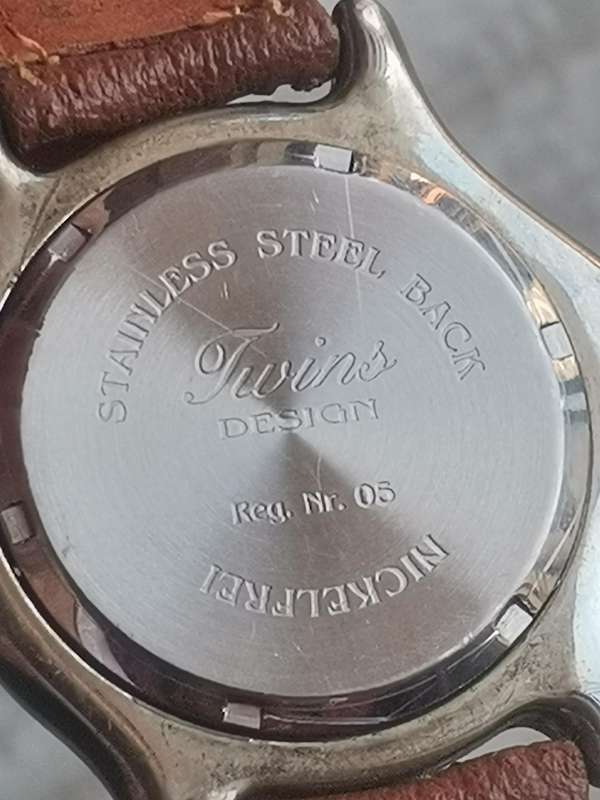 STAINLESS STEEL BACK
Twins
DESIGN
Reg. Nr. 05
NICKELFREI